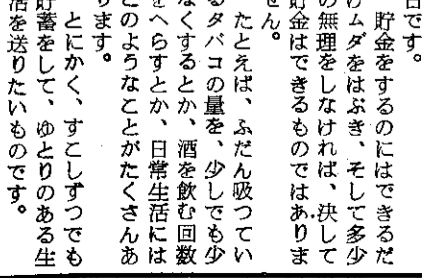 日です。
貯金をするのにはできるだ
けムダをはぶき、そして多少
の無理をしなければ、決して
貯金はできるものではありま
せん。
たとえば、ふだん吸ってい
るタバコの量を、少しでも少
なくするとか、酒を飲む回数
をへらすとか、日常生活には
このようなことがたくさんあ
ります。
とにかく、すこしずつでも
貯蓄をして、ゆとりのある生
活を送りたいものです。